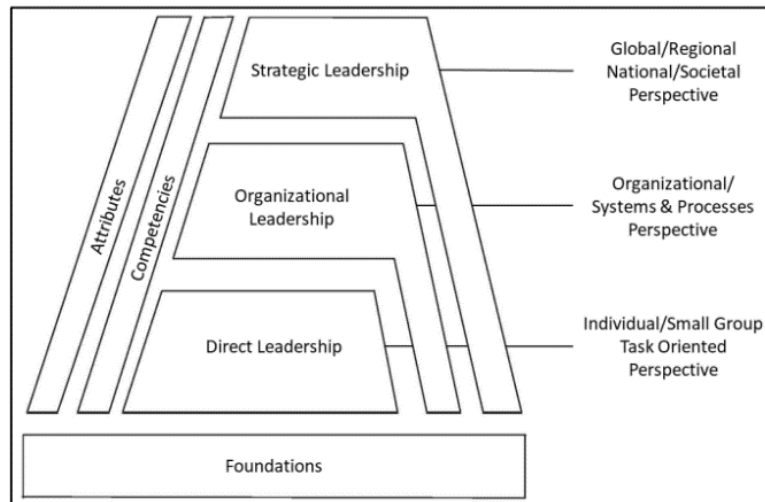 Strategic Leadership
Global/Regional
National/Societal
Perspective
Attributes
Competencies
Organizational
Leadership
Organizational/
Systems & Processes
Perspective
Direct Leadership
Individual/Small Group
Task Oriented
Perspective
Foundations